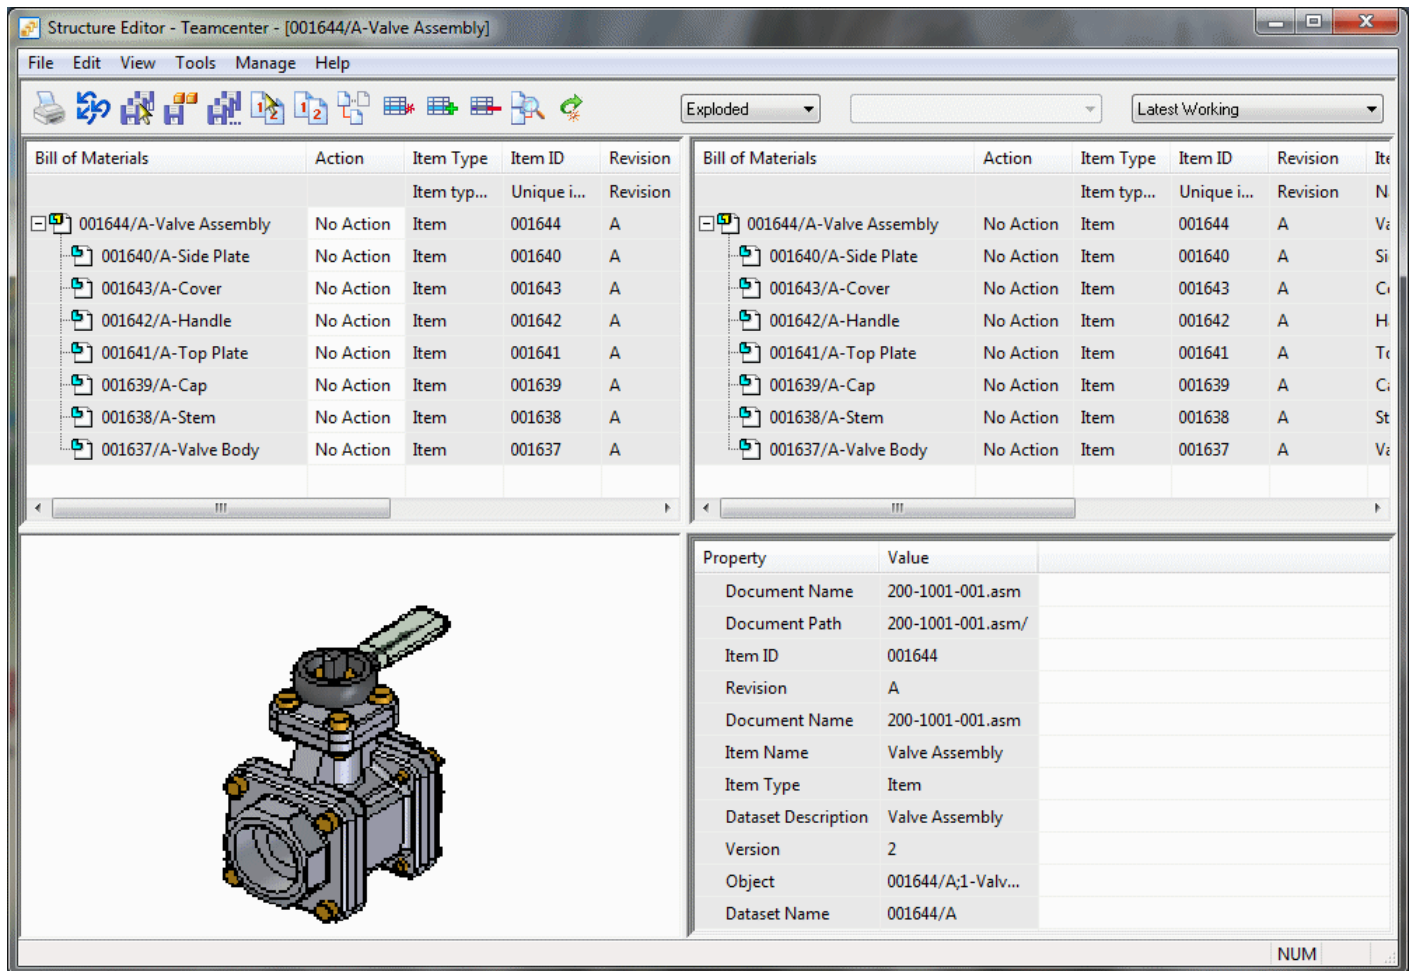 Structure Editor - Teamcenter - [001644/A-Valve Assembly]
File Edit View Tools Manage Help
Exploded Latest Working
Bill of Materials Action Item Type Item ID Revision
Item typ... Unique i... Revision
001644/A-Valve Assembly No Action Item 001644 A
001640/A-Side Plate No Action Item 001640 A
001643/A-Cover No Action Item 001643 A
001642/A-Handle No Action Item 001642 A
001641/A-Top Plate No Action Item 001641 A
001639/A-Cap No Action Item 001639 A
001638/A-Stem No Action Item 001638 A
001637/A-Valve Body No Action Item 001637 A
Bill of Materials Action Item Type Item ID Revision Ite
Item typ... Unique i... Revision N
001644/A-Valve Assembly No Action Item 001644 A Va
001640/A-Side Plate No Action Item 001640 A Si
001643/A-Cover No Action Item 001643 A Co
001642/A-Handle No Action Item 001642 A H
001641/A-Top Plate No Action Item 001641 A To
001639/A-Cap No Action Item 001639 A Ca
001638/A-Stem No Action Item 001638 A St
001637/A-Valve Body No Action Item 001637 A Va
Property Value
Document Name 200-1001-001.asm
Document Path 200-1001-001.asm/
Item ID 001644
Revision A
Document Name 200-1001-001.asm
Item Name Valve Assembly
Item Type Item
Dataset Description Valve Assembly
Version 2
Object 001644/A;1-Valv...
Dataset Name 001644/A
NUM